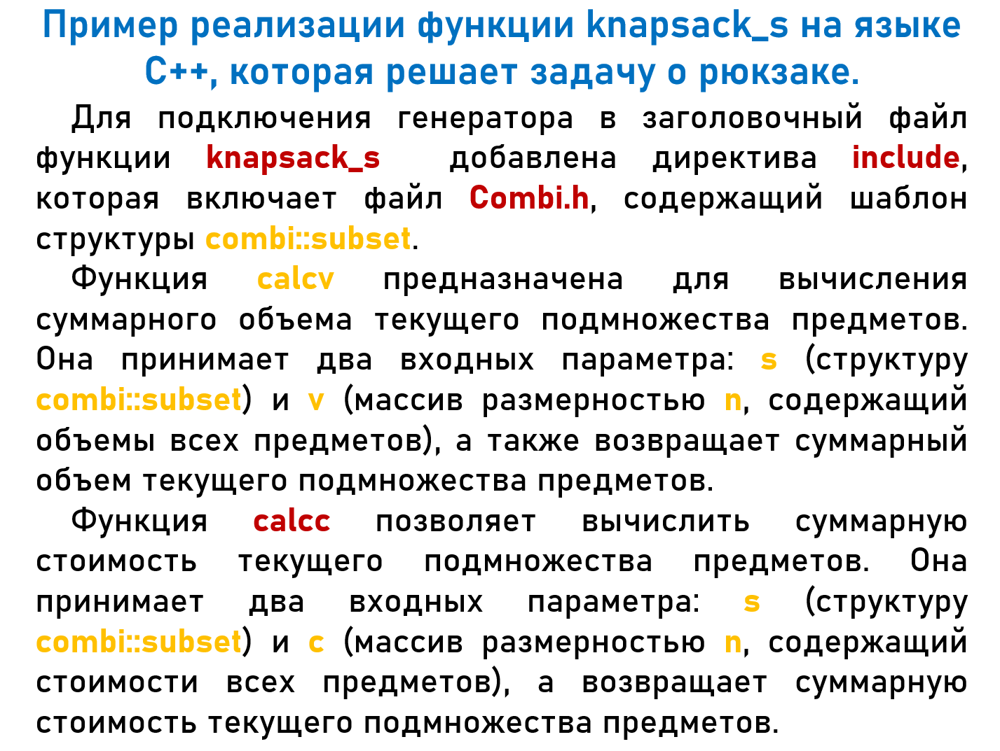 Пример реализации функции knapsack_s на языке
C++, которая решает задачу о рюкзаке.
Для подключения генератора в заголовочный файл
функции knapsack_s добавлена директива include,
которая включает файл Combi.h, содержащий шаблон
структуры combi::subset.
Функция calcv предназначена для вычисления
суммарного объема текущего подмножества предметов.
Она принимает два входных параметра: s (структуру
combi::subset) и v (массив размерностью n, содержащий
объемы всех предметов), а также возвращает суммарный
объем текущего подмножества предметов.
Функция calcc позволяет вычислить суммарную
стоимость текущего подмножества предметов. Она
принимает два входных параметра: s (структуру
combi::subset) и c (массив размерностью n, содержащий
стоимости всех предметов), а возвращает суммарную
стоимость текущего подмножества предметов.